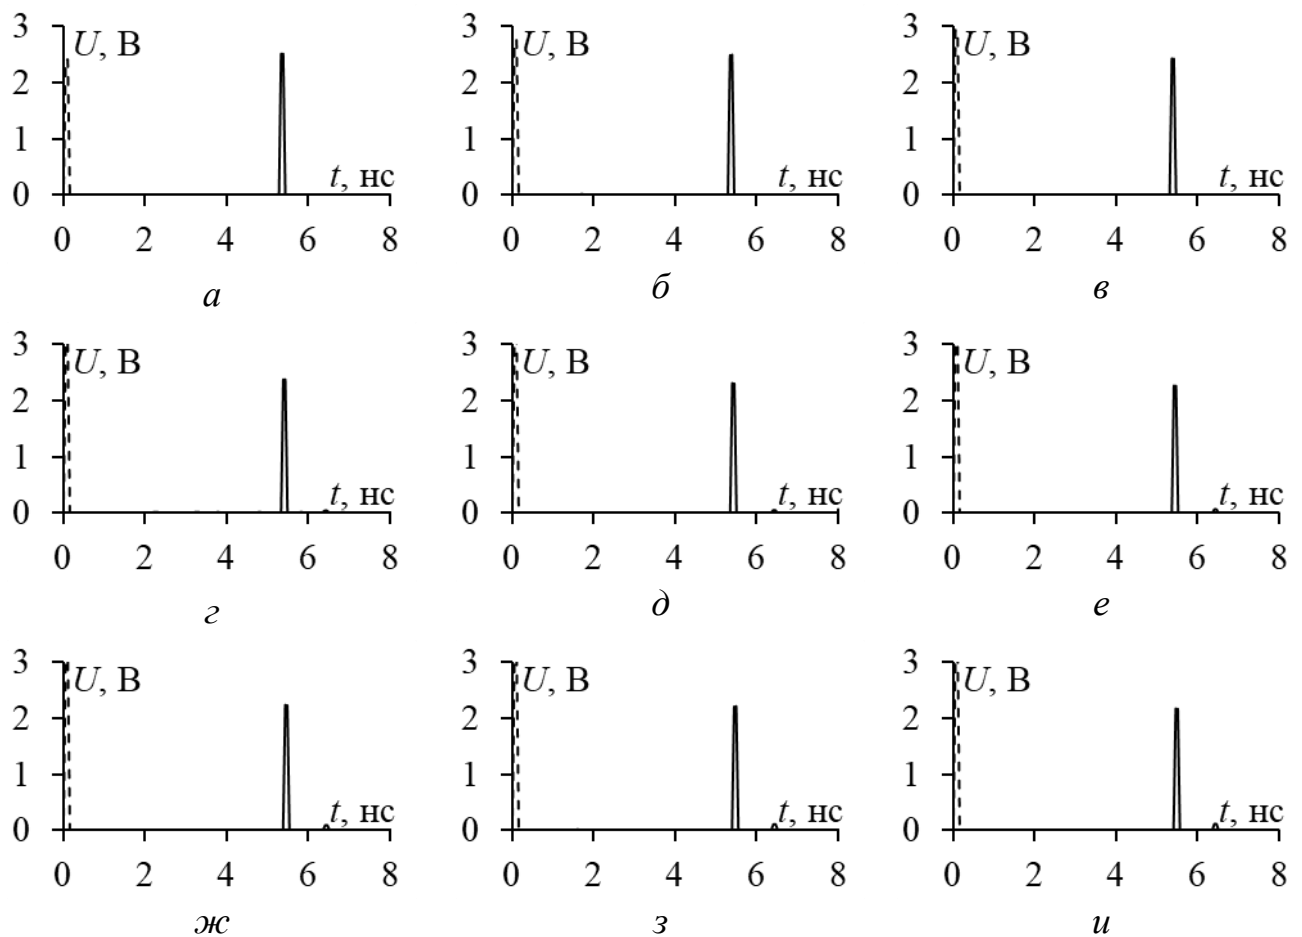 3 U, В 3 U, В 3 U, В
2 2 2
1 1 1
0 t, нс 0 t, нс 0 t, нс
0 2 4 6 8 0 2 4 6 8 0 2 4 6 8
а б в
3 U, В 3 U, В 3 U, В
2 2 2
1 1 1
0 t, нс 0 t, нс 0 t, нс
0 2 4 6 8 0 2 4 6 8 0 2 4 6 8
г д е
3 U, В 3 U, В 3 U, В
2 2 2
1 1 1
0 t, нс 0 t, нс 0 t, нс
0 2 4 6 8 0 2 4 6 8 0 2 4 6 8
ж з и